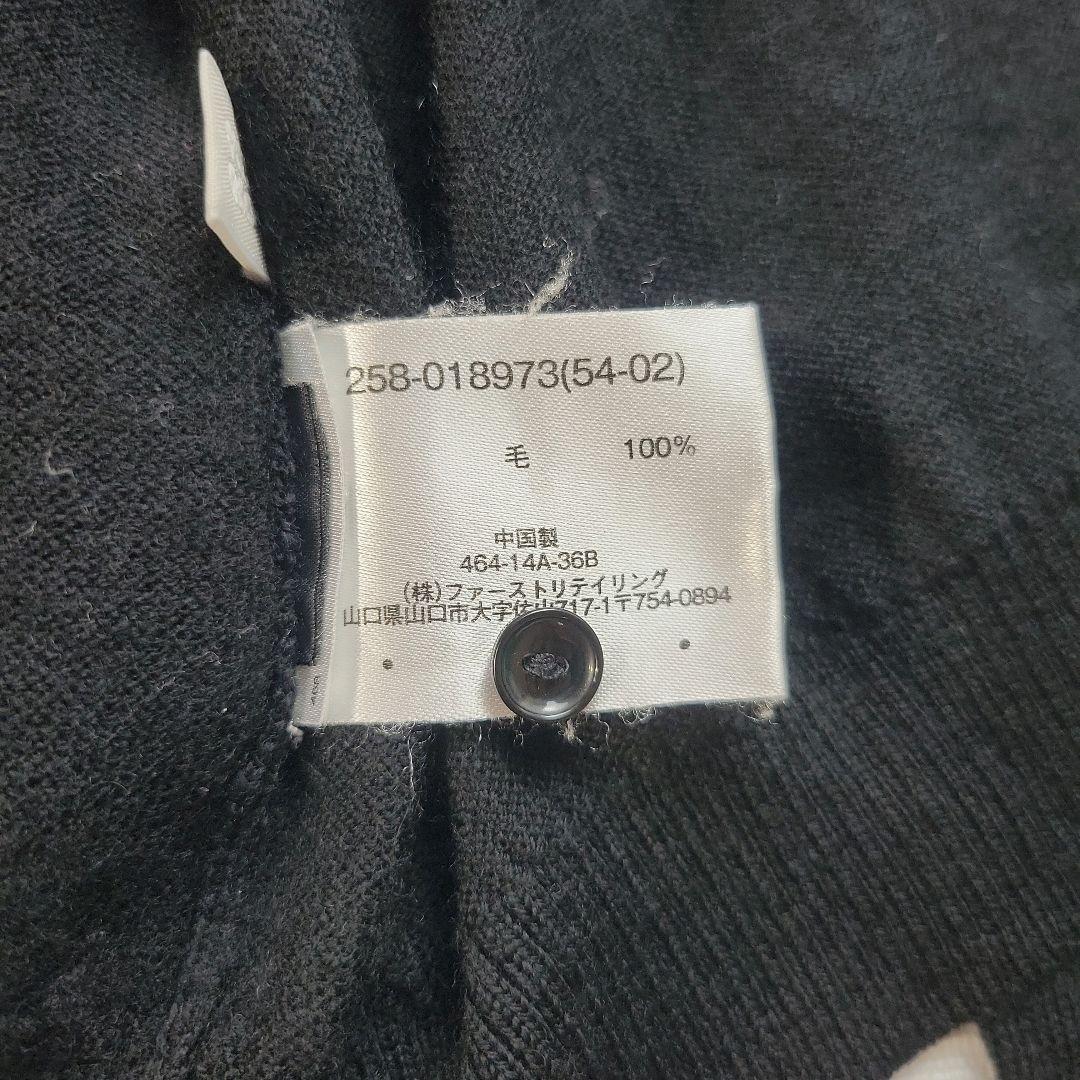 258-018973(54-02)
毛 100%
中国製
464-14A-36B
(株)ファーストリテイリング
山口県山口市大字佐山717-1〒754-0894